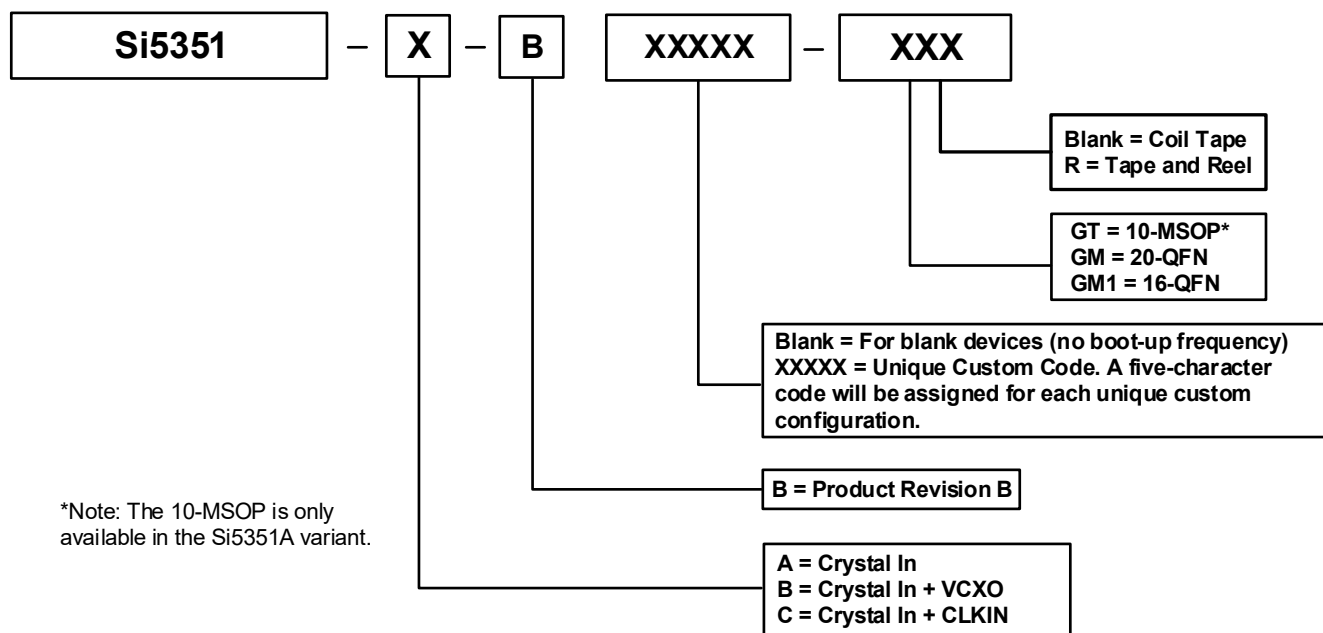 Si5351 – X – B XXXXX – XXX
Blank = Coil Tape
R = Tape and Reel
GT = 10-MSOP*
GM = 20-QFN
GM1 = 16-QFN
Blank = For blank devices (no boot-up frequency)
XXXXX = Unique Custom Code. A five-character
code will be assigned for each unique custom
configuration.
B = Product Revision B
*Note: The 10-MSOP is only
available in the Si5351A variant.
A = Crystal In
B = Crystal In + VCXO
C = Crystal In + CLKIN